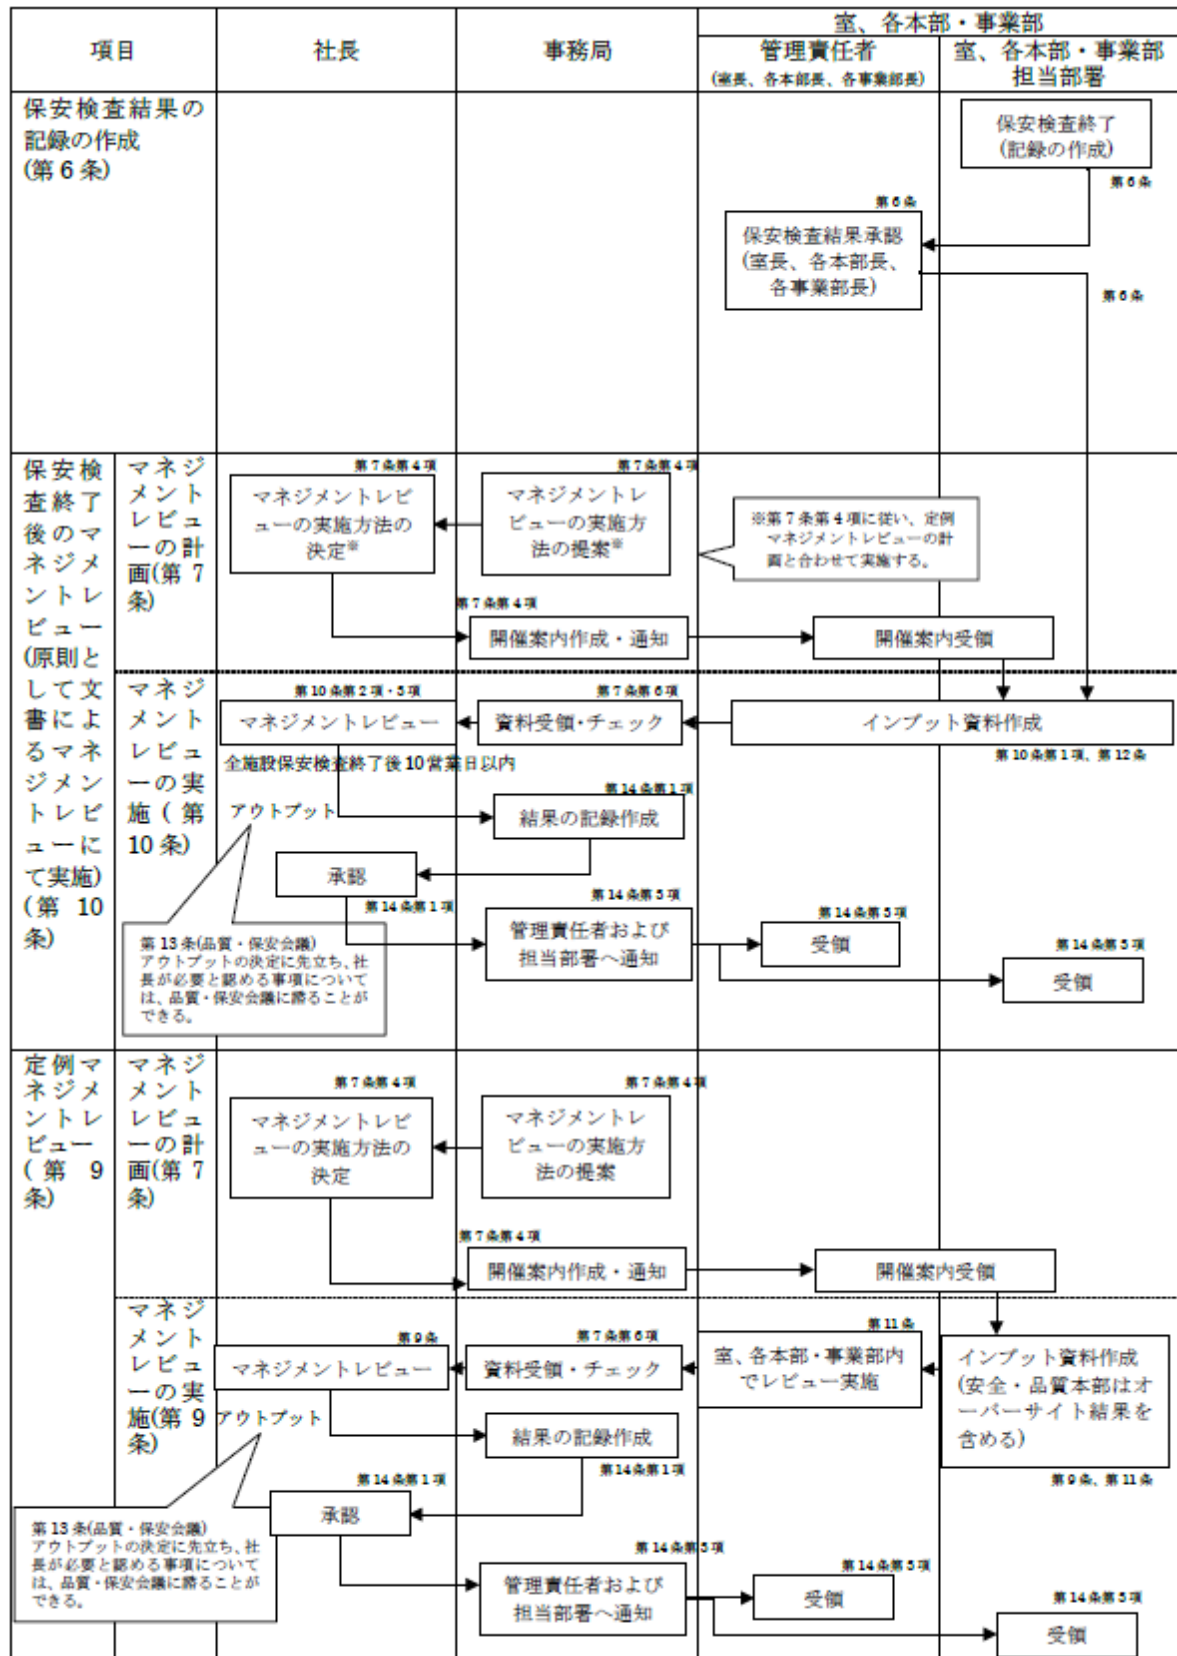 室、各本部・事業部
項目
社長
事務局
管理責任者
(室長、各本部長、各事業部長)
室、各本部・事業部
担当部署
保安検査結果の
記録の作成
(第6条)
保安検査終了
(記録の作成)
第6条
第6条
保安検査結果承認
(室長、各本部長、
各事業部長)
第6条
保安検
査終了
後のマ
ネジメ
ントレ
ビュー
(原則と
して文
書によ
るマネ
ジメン
トレビ
ューに
て実施)
(第10
条)
マネジ
メント
レビュ
ーの計
画(第7
条)
第7条第4項
マネジメントレビ
ューの実施方法の
決定※
第7条第4項
マネジメントレ
ビューの実施方
法の提案※
※第7条第4項に従い、定例
マネジメントレビューの計
画と合わせて実施する。
第7条第4項
開催案内作成・通知
開催案内受領
マネジ
メント
レビュ
ーの実
施(第
10条)
第10条第2項・3項
マネジメントレビュー
第7条第6項
資料受領・チェック
インプット資料作成
第10条第1項、第12条
全施設保安検査終了後10営業日以内
アウトプット
第14条第1項
結果の記録作成
承認
第14条第1項
第14条第3項
管理責任者および
担当部署へ通知
第14条第3項
受領
第14条第3項
受領
第13条(品質・保安会議)
アウトプットの決定に先立ち、社
長が必要と認める事項について
は、品質・保安会議に諮ることが
できる。
定例マ
ネジメ
ントレ
ビュー
(第9
条)
マネジ
メント
レビュ
ーの計
画(第7
条)
第7条第4項
マネジメントレビ
ューの実施方法の
決定
第7条第4項
マネジメントレ
ビューの実施方
法の提案
第7条第4項
開催案内作成・通知
開催案内受領
マネジ
メント
レビュ
ーの実
施(第9
条)
第9条
マネジメントレビュー
第7条第6項
資料受領・チェック
第11条
室、各本部・事業部内
でレビュー実施
インプット資料作成
(安全・品質本部はオ
ーバーサイト結果を
含める)
第9条、第11条
アウトプット
結果の記録作成
第14条第1項
第14条第1項
承認
第14条第3項
管理責任者および
担当部署へ通知
第14条第3項
受領
第14条第3項
受領
第13条(品質・保安会議)
アウトプットの決定に先立ち、社
長が必要と認める事項について
は、品質・保安会議に諮ることが
できる。